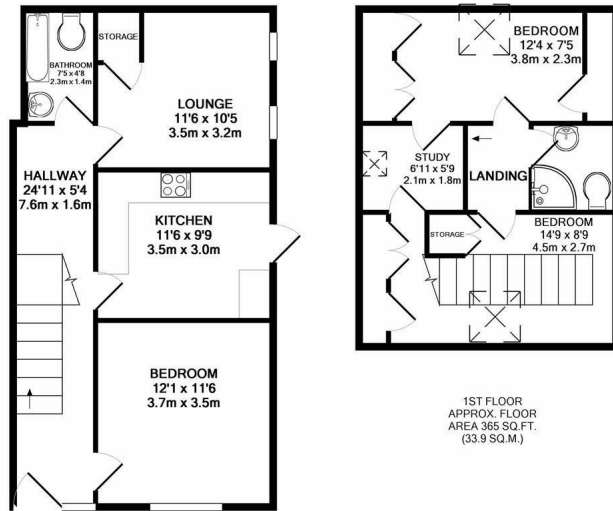 BATHROOM
7'5 x 4'8
2.3m x 1.4m
STORAGE
LOUNGE
11'6 x 10'5
3.5m x 3.2m
HALLWAY
24'11 x 5'4
7.6m x 1.6m
KITCHEN
11'6 x 9'9
3.5m x 3.0m
BEDROOM
12'1 x 11'6
3.7m x 3.5m
BEDROOM
12'4 x 7'5
3.8m x 2.3m
STUDY
6'11 x 5'9
2.1m x 1.8m
LANDING
STORAGE
BEDROOM
14'9 x 8'9
4.5m x 2.7m
1ST FLOOR
APPROX. FLOOR
AREA 365 SQ.FT.
(33.9 SQ.M.)